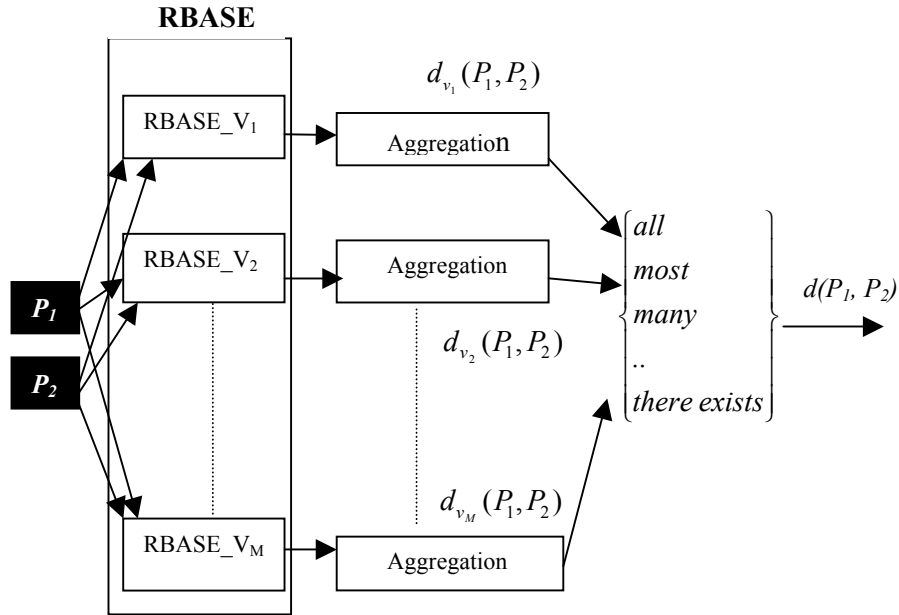 RBASE
d_{v_1}(P_1, P_2)
RBASE_V_1
Aggregation
all
RBASE_V_2
Aggregation
most
d(P_1, P_2)
P_1
many
d_{v_2}(P_1, P_2)
P_2
..
there exists
d_{v_M}(P_1, P_2)
RBASE_V_M
Aggregation